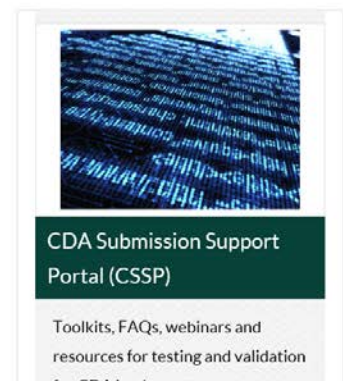 CDA Submission Support
Portal (CSSP)
Toolkits, FAQs, webinars and
resources for testing and validation